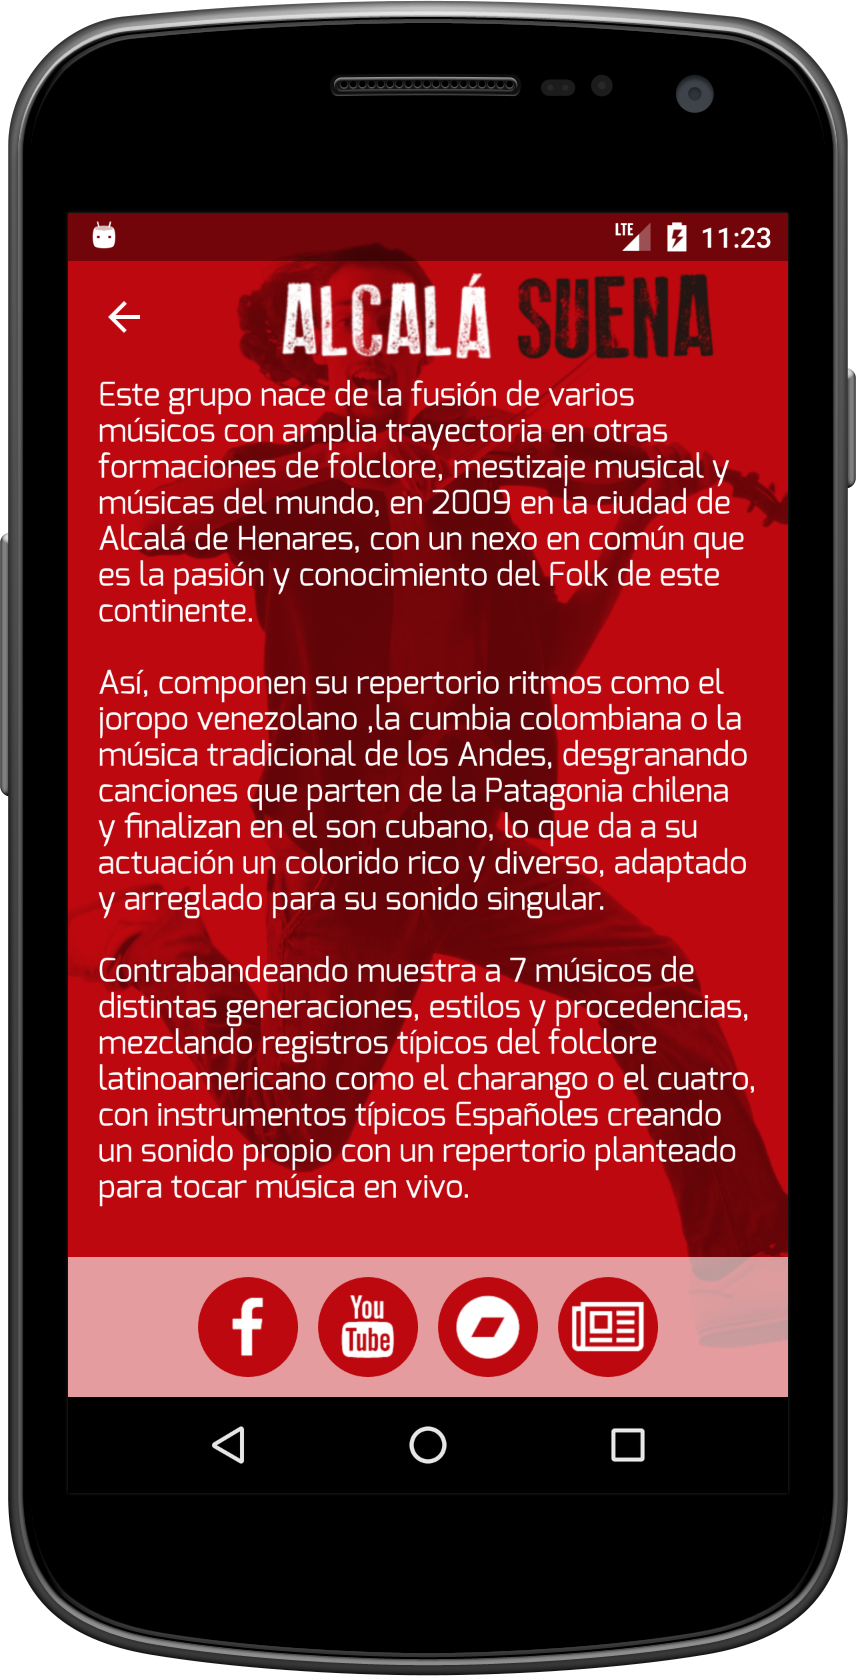 LTE 11:23
ALCALÁ SUENA
Este grupo nace de la fusión de varios
músicos con amplia trayectoria en otras
formaciones de folclore, mestizaje musical y
músicas del mundo, en 2009 en la ciudad de
Alcalá de Henares, con un nexo en común que
es la pasión y conocimiento del Folk de este
continente.
Así, componen su repertorio ritmos como el
joropo venezolano ,la cumbia colombiana o la
música tradicional de los Andes, desgranando
canciones que parten de la Patagonia chilena
y finalizan en el son cubano, lo que da a su
actuación un colorido rico y diverso, adaptado
y arreglado para su sonido singular.
Contrabandeando muestra a 7 músicos de
distintas generaciones, estilos y procedencias,
mezclando registros típicos del folclore
latinoamericano como el charango o el cuatro,
con instrumentos típicos Españoles creando
un sonido propio con un repertorio planteado
para tocar música en vivo.
f
You
Tube